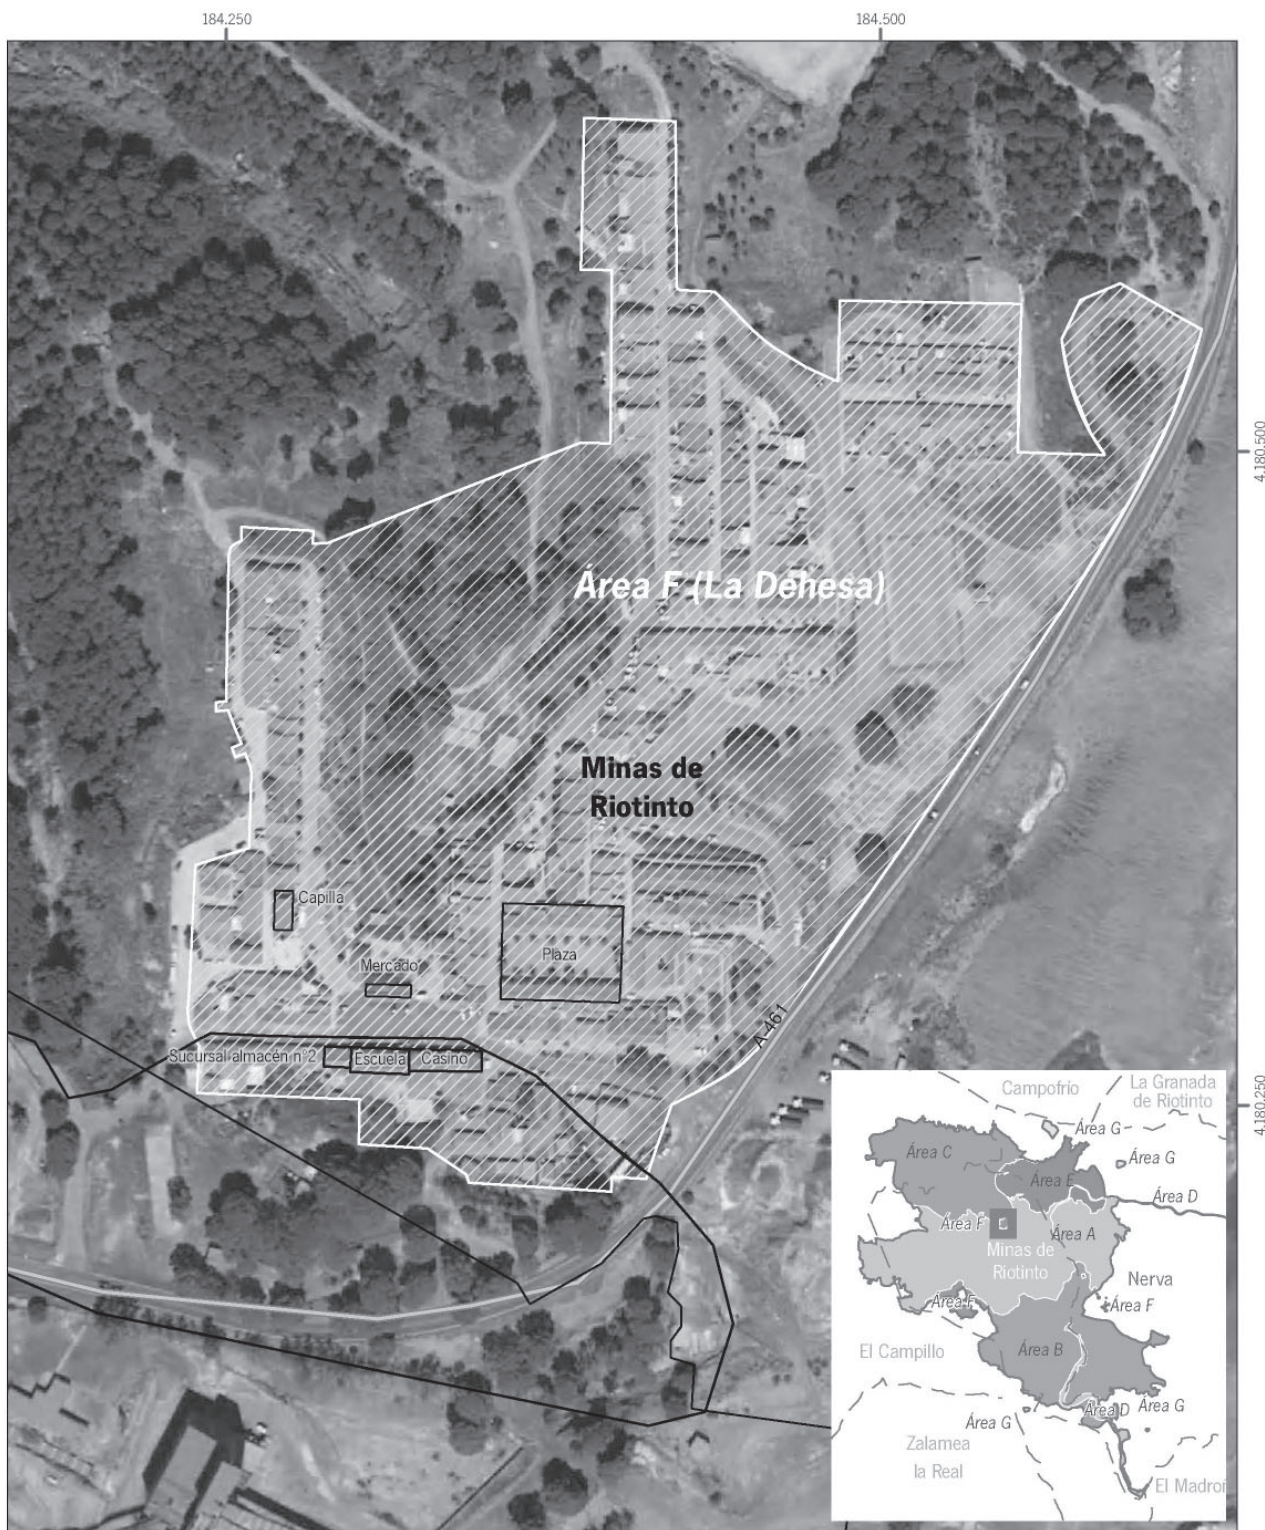 184.250
184.500
4.180.500
Área F (La Dehesa)
Minas de
Riotinto
Capilla
Plaza
Mercado
A-461
Sucursal almacén nº2
Escuela
Casino
4.180.250
Campofrío
La Granada
de Riotinto
Área G
Área C
Área G
Área E
Área D
Área F
Área A
Minas de
Riotinto
Nerva
Área F
Área F
El Campillo
Área B
Área D
Área G
Área G
Zalamea
la Real
El Madroñ